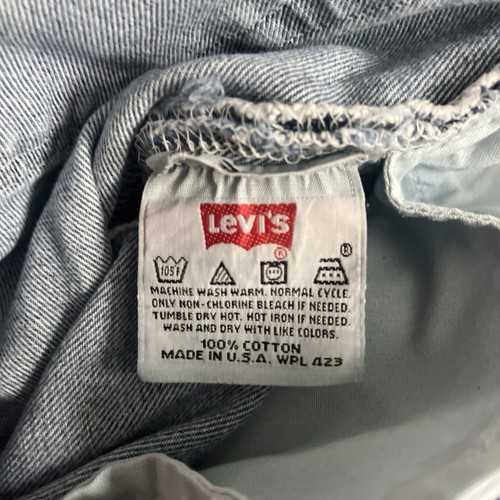 Levi's
®
®
105F
MACHINE WASH WARM. NORMAL CYCLE.
ONLY NON-CHLORINE BLEACH IF NEEDED.
TUMBLE DRY HOT. HOT IRON IF NEEDED.
WASH AND DRY WITH LIKE COLORS.
100% COTTON
MADE IN U.S.A. WPL 423